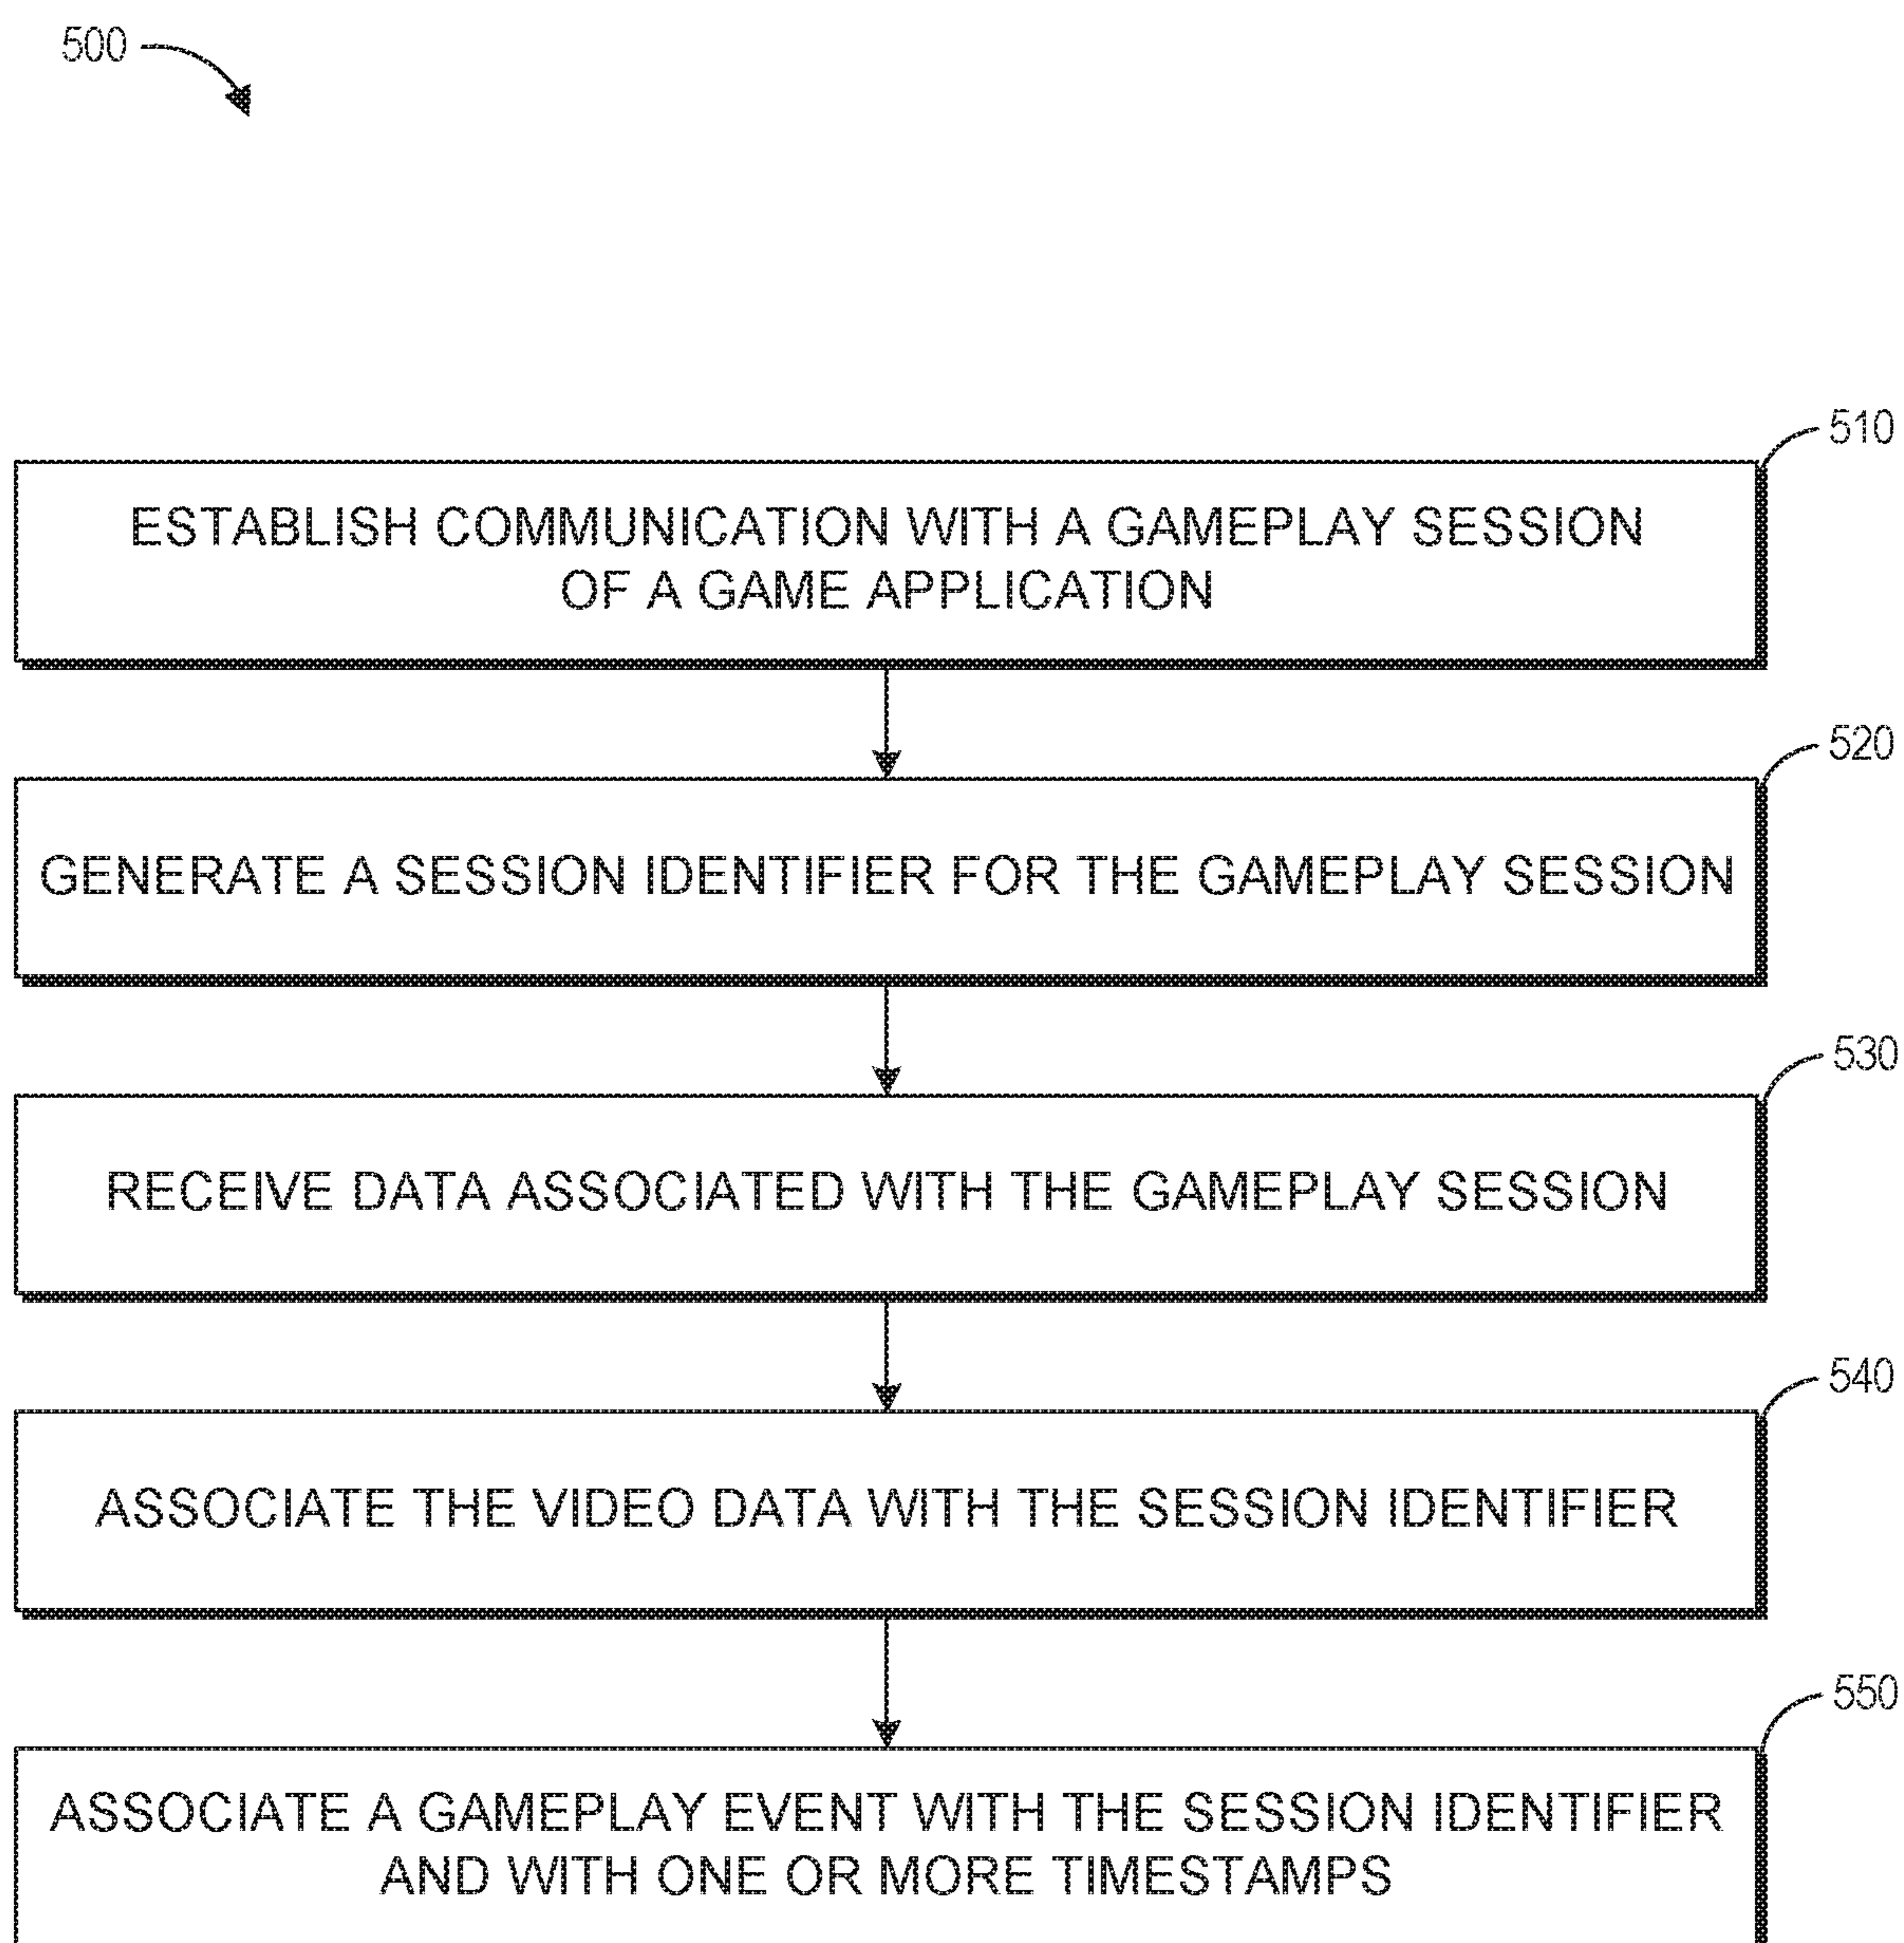 500
510
ESTABLISH COMMUNICATION WITH A GAMEPLAY SESSION
OF A GAME APPLICATION
520
GENERATE A SESSION IDENTIFIER FOR THE GAMEPLAY SESSION
530
RECEIVE DATA ASSOCIATED WITH THE GAMEPLAY SESSION
540
ASSOCIATE THE VIDEO DATA WITH THE SESSION IDENTIFIER
550
ASSOCIATE A GAMEPLAY EVENT WITH THE SESSION IDENTIFIER
AND WITH ONE OR MORE TIMESTAMPS